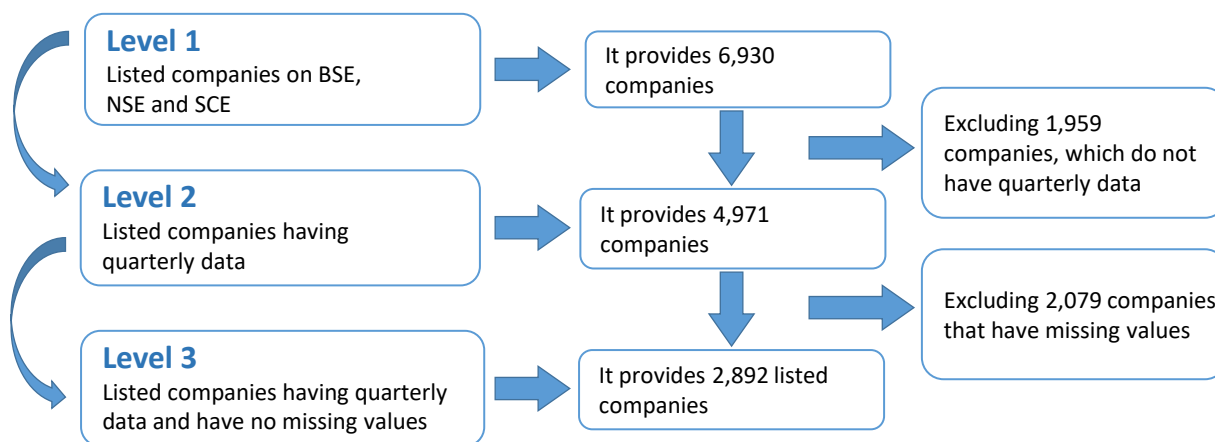 Level 1
Listed companies on BSE,
NSE and SCE
It provides 6,930
companies
Excluding 1,959
companies, which do not
have quarterly data
Level 2
Listed companies having
quarterly data
It provides 4,971
companies
Excluding 2,079 companies
that have missing values
Level 3
Listed companies having quarterly
data and have no missing values
It provides 2,892 listed
companies